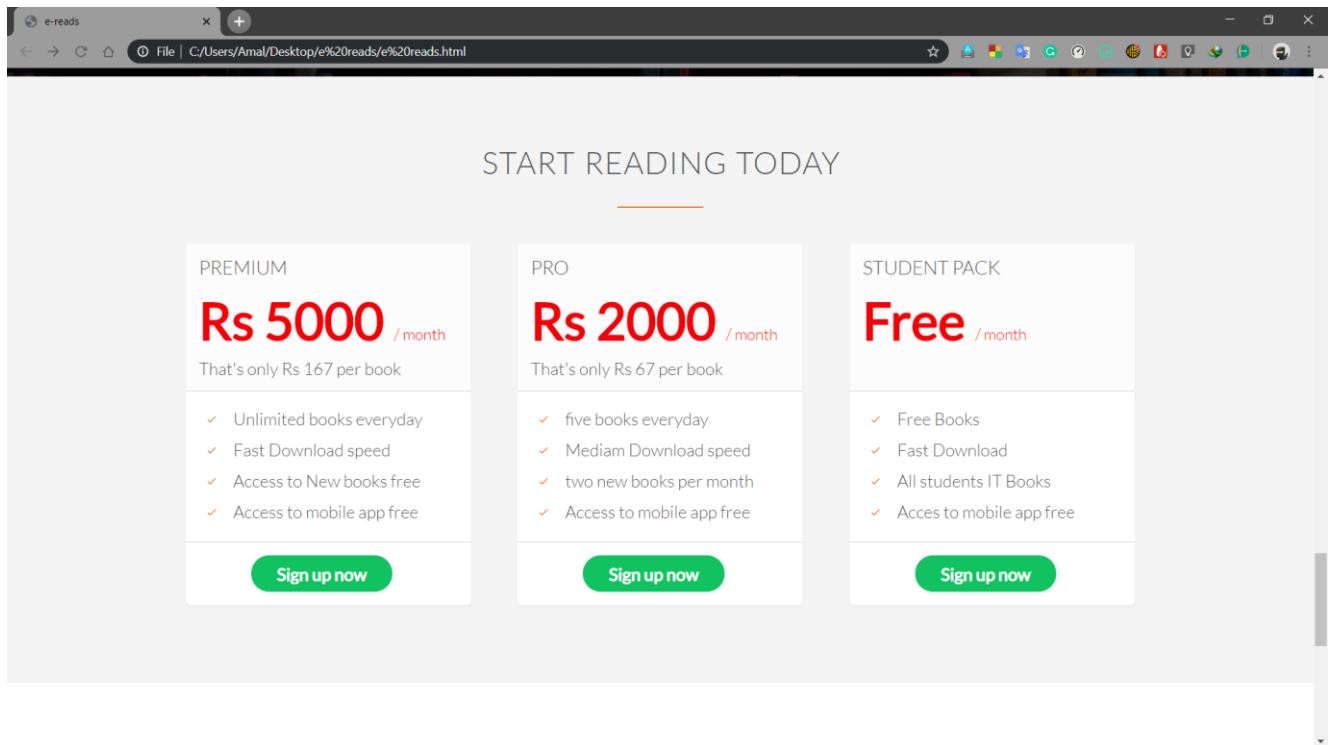 e-reads
File | C:/Users/Amal/Desktop/e%20reads/e%20reads.html
START READING TODAY
PREMIUM
Rs 5000 / month
That's only Rs 167 per book
Unlimited books everyday
Fast Download speed
Access to New books free
Access to mobile app free
Sign up now
PRO
Rs 2000 / month
That's only Rs 67 per book
five books everyday
Mediam Download speed
two new books per month
Access to mobile app free
Sign up now
STUDENT PACK
Free / month
Free Books
Fast Download
All students IT Books
Acces to mobile app free
Sign up now